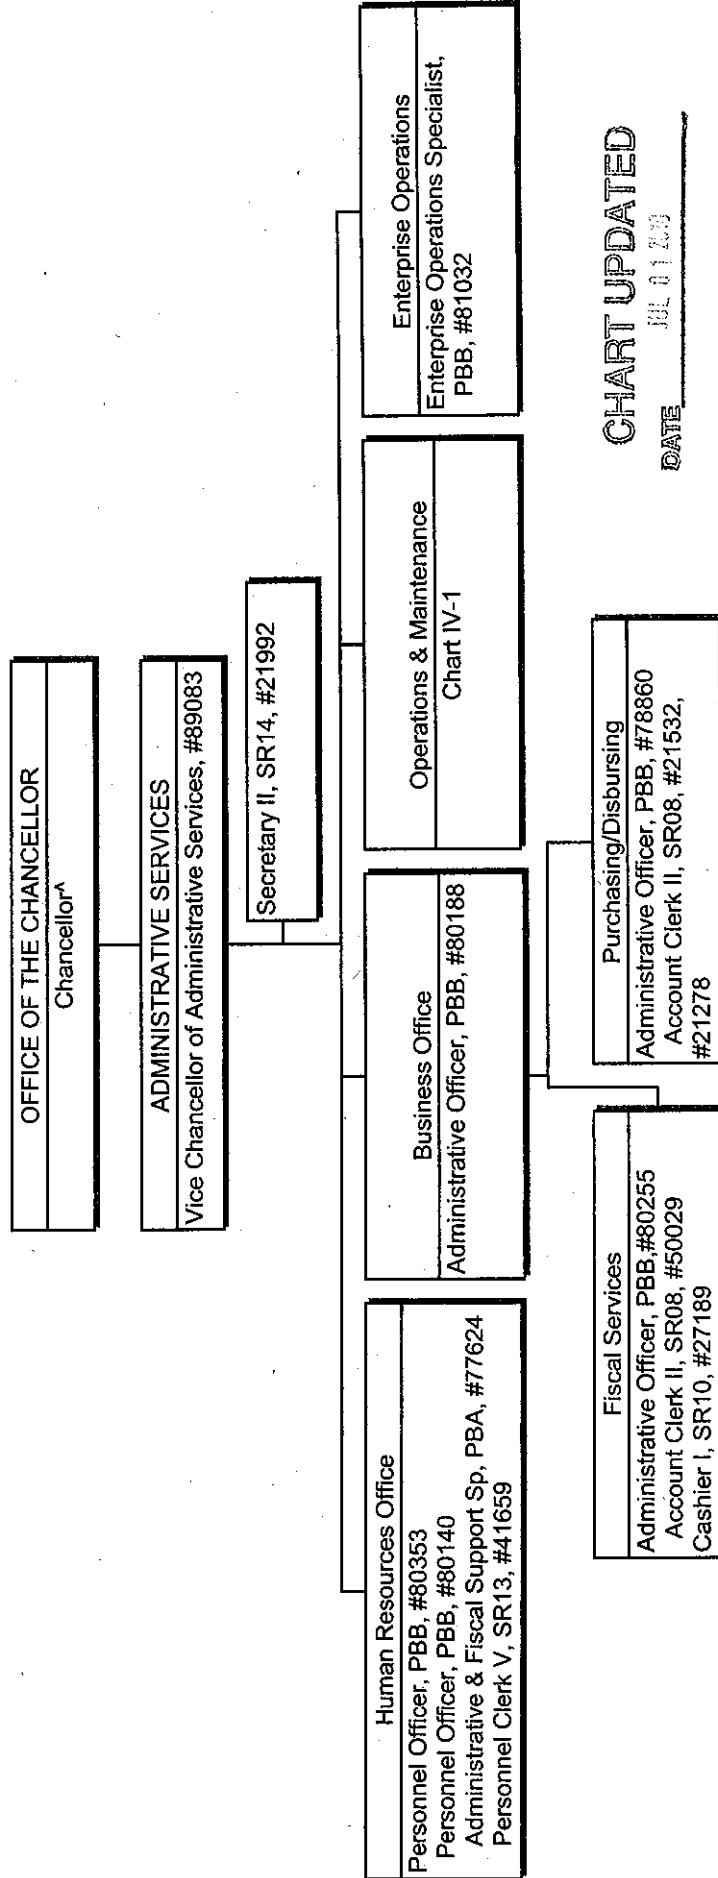 OFFICE OF THE CHANCELLOR
Chancellor^
ADMINISTRATIVE SERVICES
Vice Chancellor of Administrative Services, #89083
Secretary II, SR14, #21992
Human Resources Office
Personnel Officer, PBB, #80353
Personnel Officer, PBB, #80140
Administrative & Fiscal Support Sp, PBA, #77624
Personnel Clerk V, SR13, #41659
Business Office
Administrative Officer, PBB, #80188
Operations & Maintenance
Chart IV-1
Enterprise Operations
Enterprise Operations Specialist,
PBB, #81032
Fiscal Services
Administrative Officer, PBB,#80255
Account Clerk II, SR08, #50029
Cashier I, SR10, #27189
Purchasing/Disbursing
Administrative Officer, PBB, #78860
Account Clerk II, SR08, #21532,
#21278
CHART UPDATED
DATE JUL 01